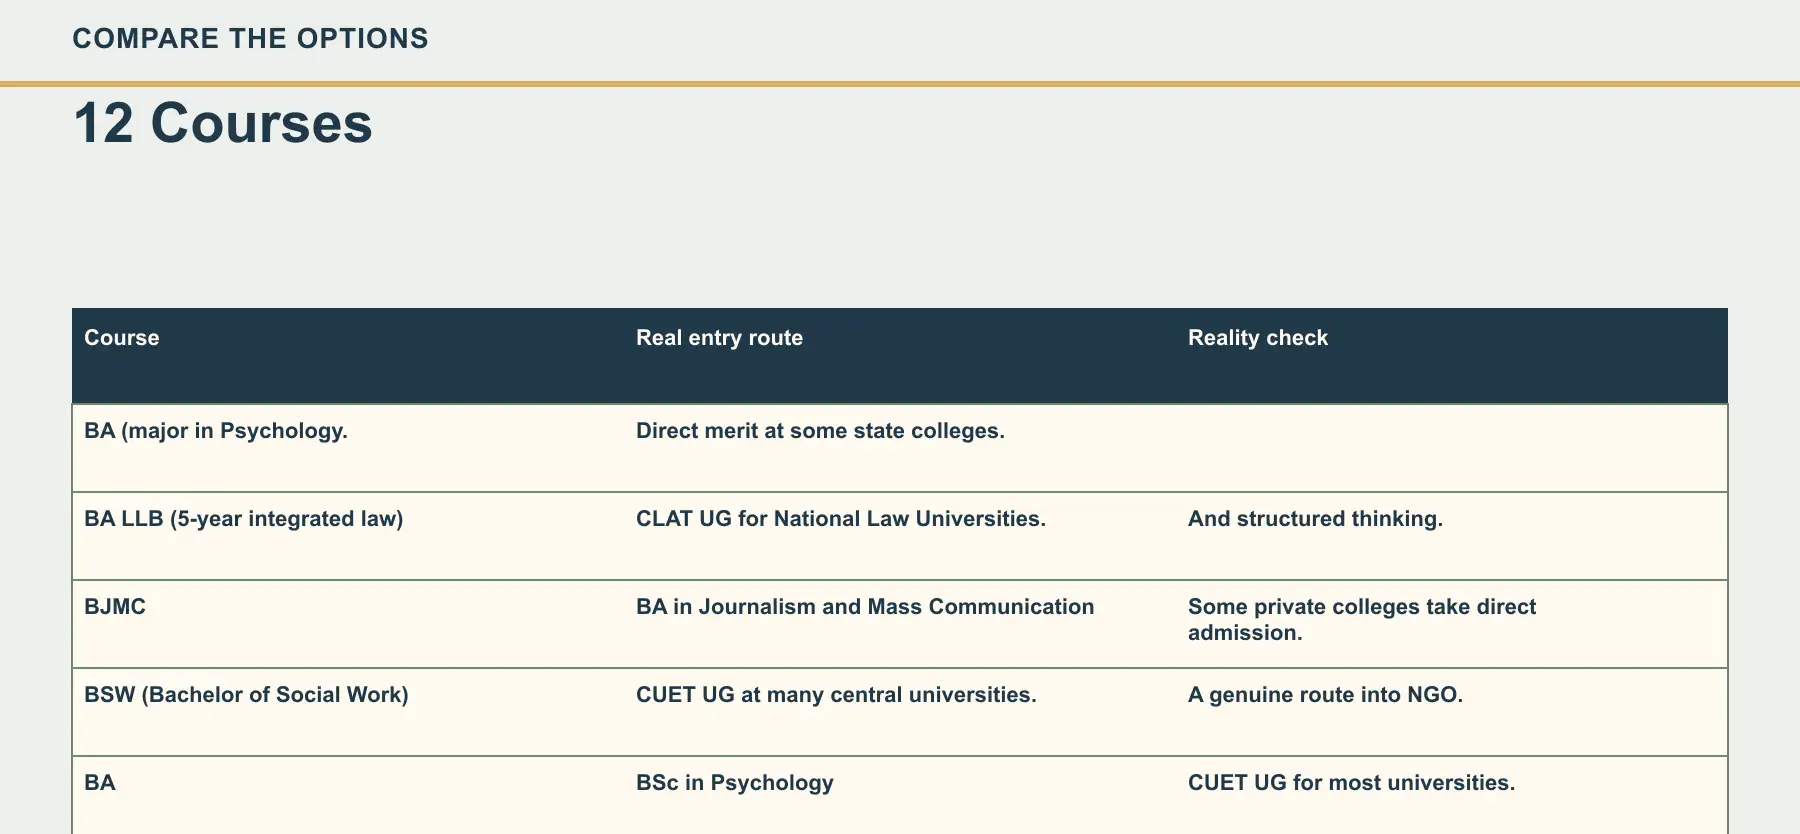 COMPARE THE OPTIONS
12 Courses
Course Real entry route Reality check
BA (major in Psychology. Direct merit at some state colleges.
BA LLB (5-year integrated law) CLAT UG for National Law Universities. And structured thinking.
BJMC BA in Journalism and Mass Communication Some private colleges take direct
admission.
BSW (Bachelor of Social Work) CUET UG at many central universities. A genuine route into NGO.
BA BSc in Psychology CUET UG for most universities.